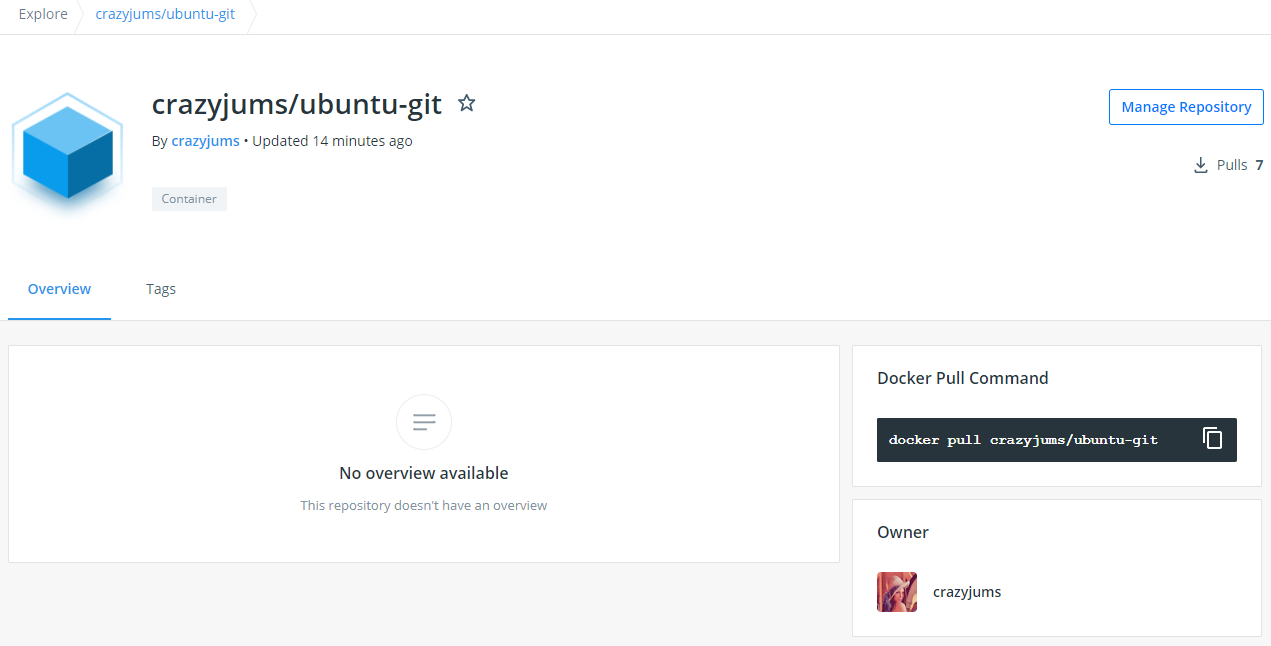 Explore crazyjums/ubuntu-git
crazyjums/ubuntu-git
Manage Repository
By crazyjums • Updated 14 minutes ago
Pulls 7
Container
Overview Tags
No overview available
This repository doesn't have an overview
Docker Pull Command
docker pull crazyjums/ubuntu-git
Owner
crazyjums